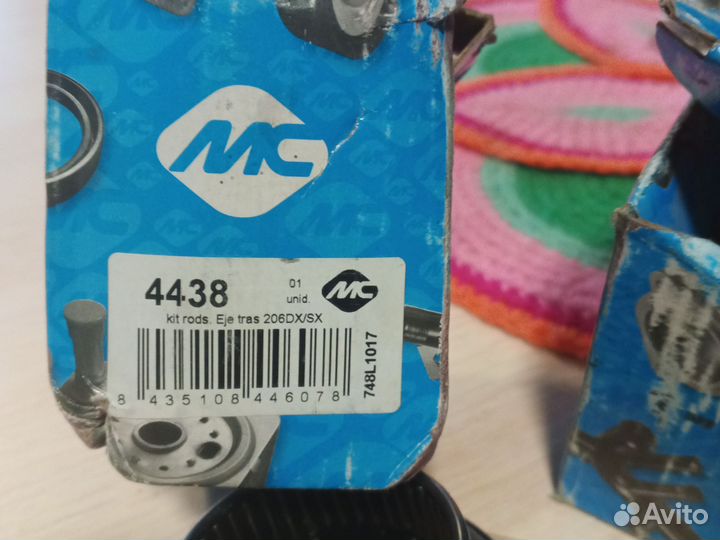 MC
4438
01
unid.
MC
kit rods. Eje tras 206DX/SX
8 435108 446078
748L1017
Avito